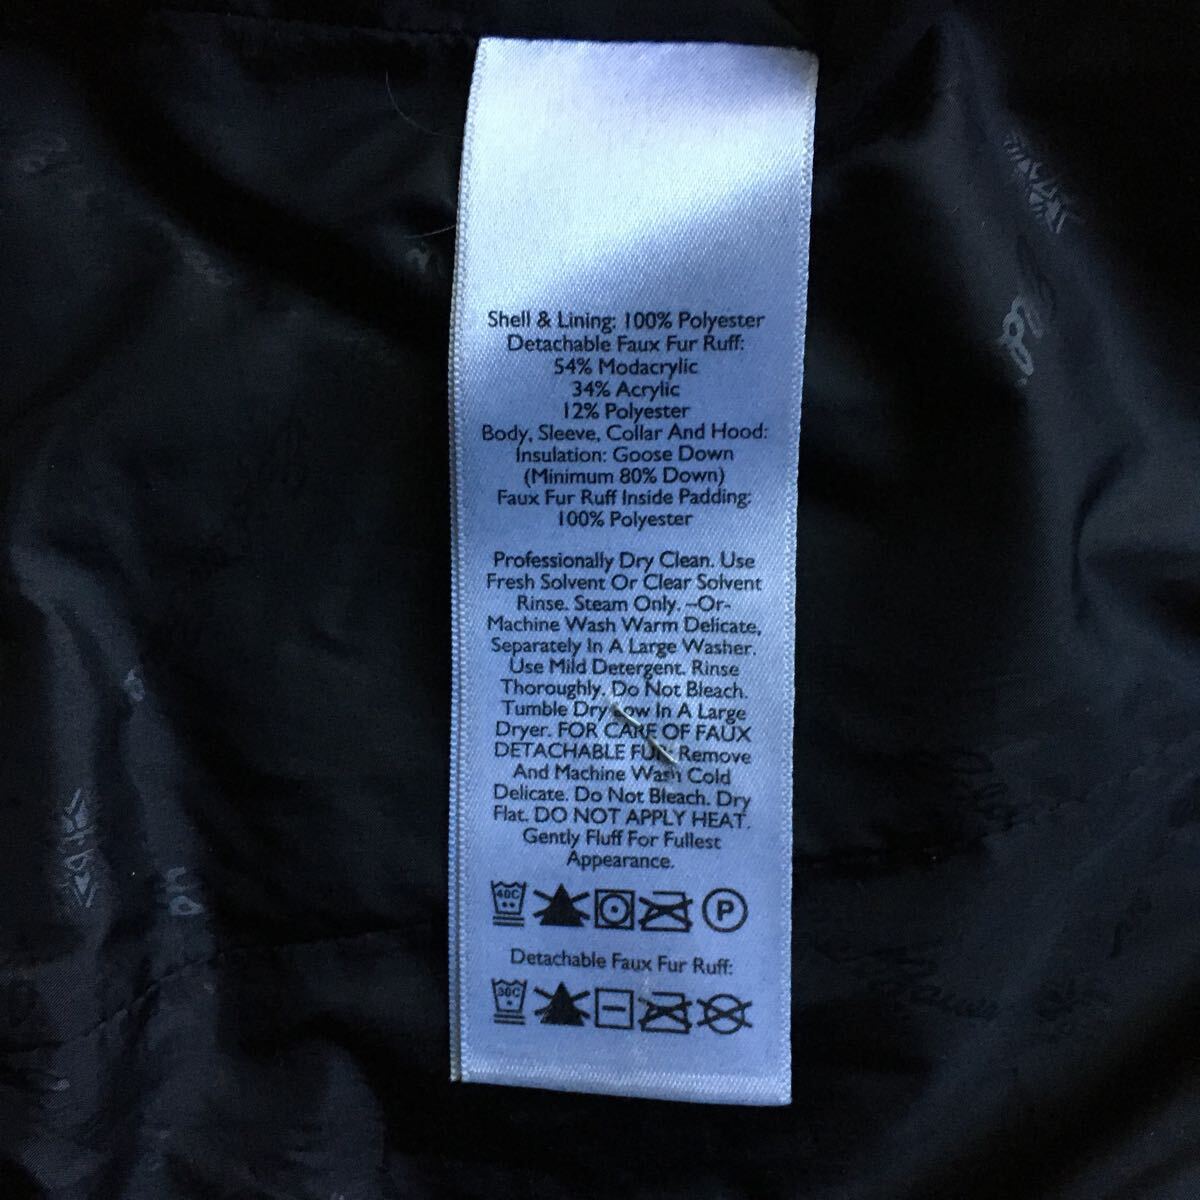 Shell & Lining: 100% Polyester
Detachable Faux Fur Ruff:
54% Modacrylic
34% Acrylic
12% Polyester
Body, Sleeve, Collar And Hood:
Insulation: Goose Down
(Minimum 80% Down)
Faux Fur Ruff Inside Padding:
100% Polyester
Professionally Dry Clean. Use
Fresh Solvent Or Clear Solvent
Rinse. Steam Only. –Or-
Machine Wash Warm Delicate,
Separately In A Large Washer.
Use Mild Detergent. Rinse
Thoroughly. Do Not Bleach.
Tumble Dry Low In A Large
Dryer. FOR CARE OF FAUX
DETACHABLE FUR: Remove
And Machine Wash Cold
Delicate. Do Not Bleach. Dry
Flat. DO NOT APPLY HEAT.
Gently Fluff For Fullest
Appearance.
40C P
Detachable Faux Fur Ruff:
30C